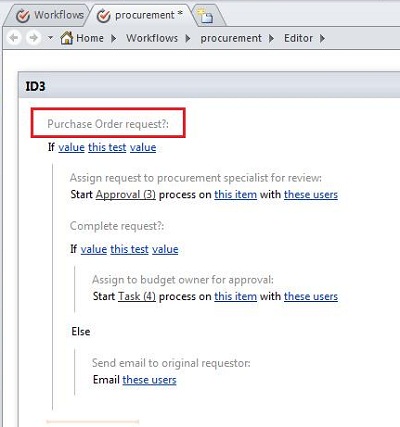 Workflows procurement *
Home Workflows procurement Editor
ID3
Purchase Order request?:
If value this test value
Assign request to procurement specialist for review:
Start Approval (3) process on this item with these users
Complete request?:
If value this test value
Assign to budget owner for approval:
Start Task (4) process on this item with these users
Else
Send email to original requestor:
Email these users